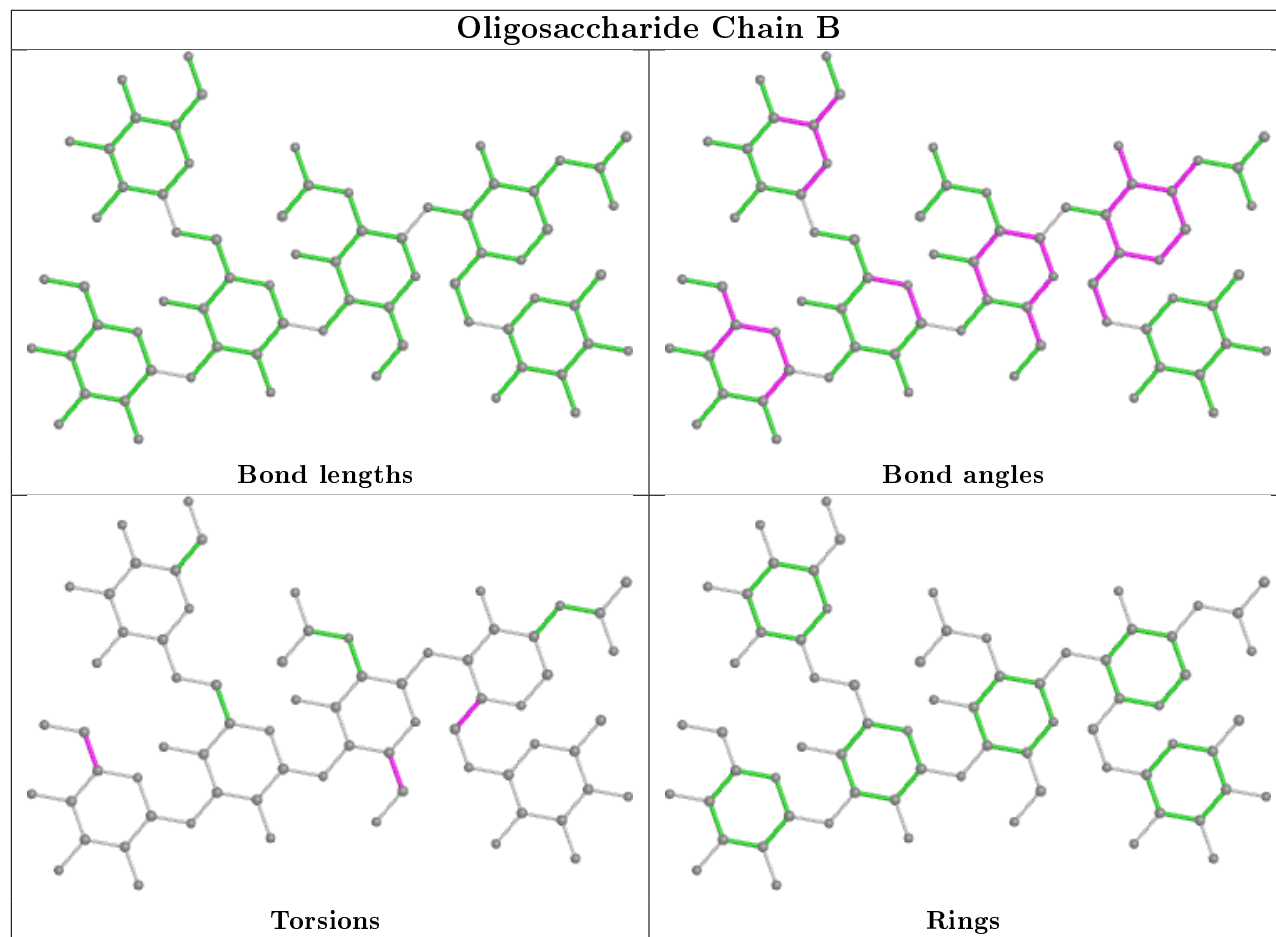 Oligosaccharide Chain B
Bond lengths
Bond angles
Torsions
Rings